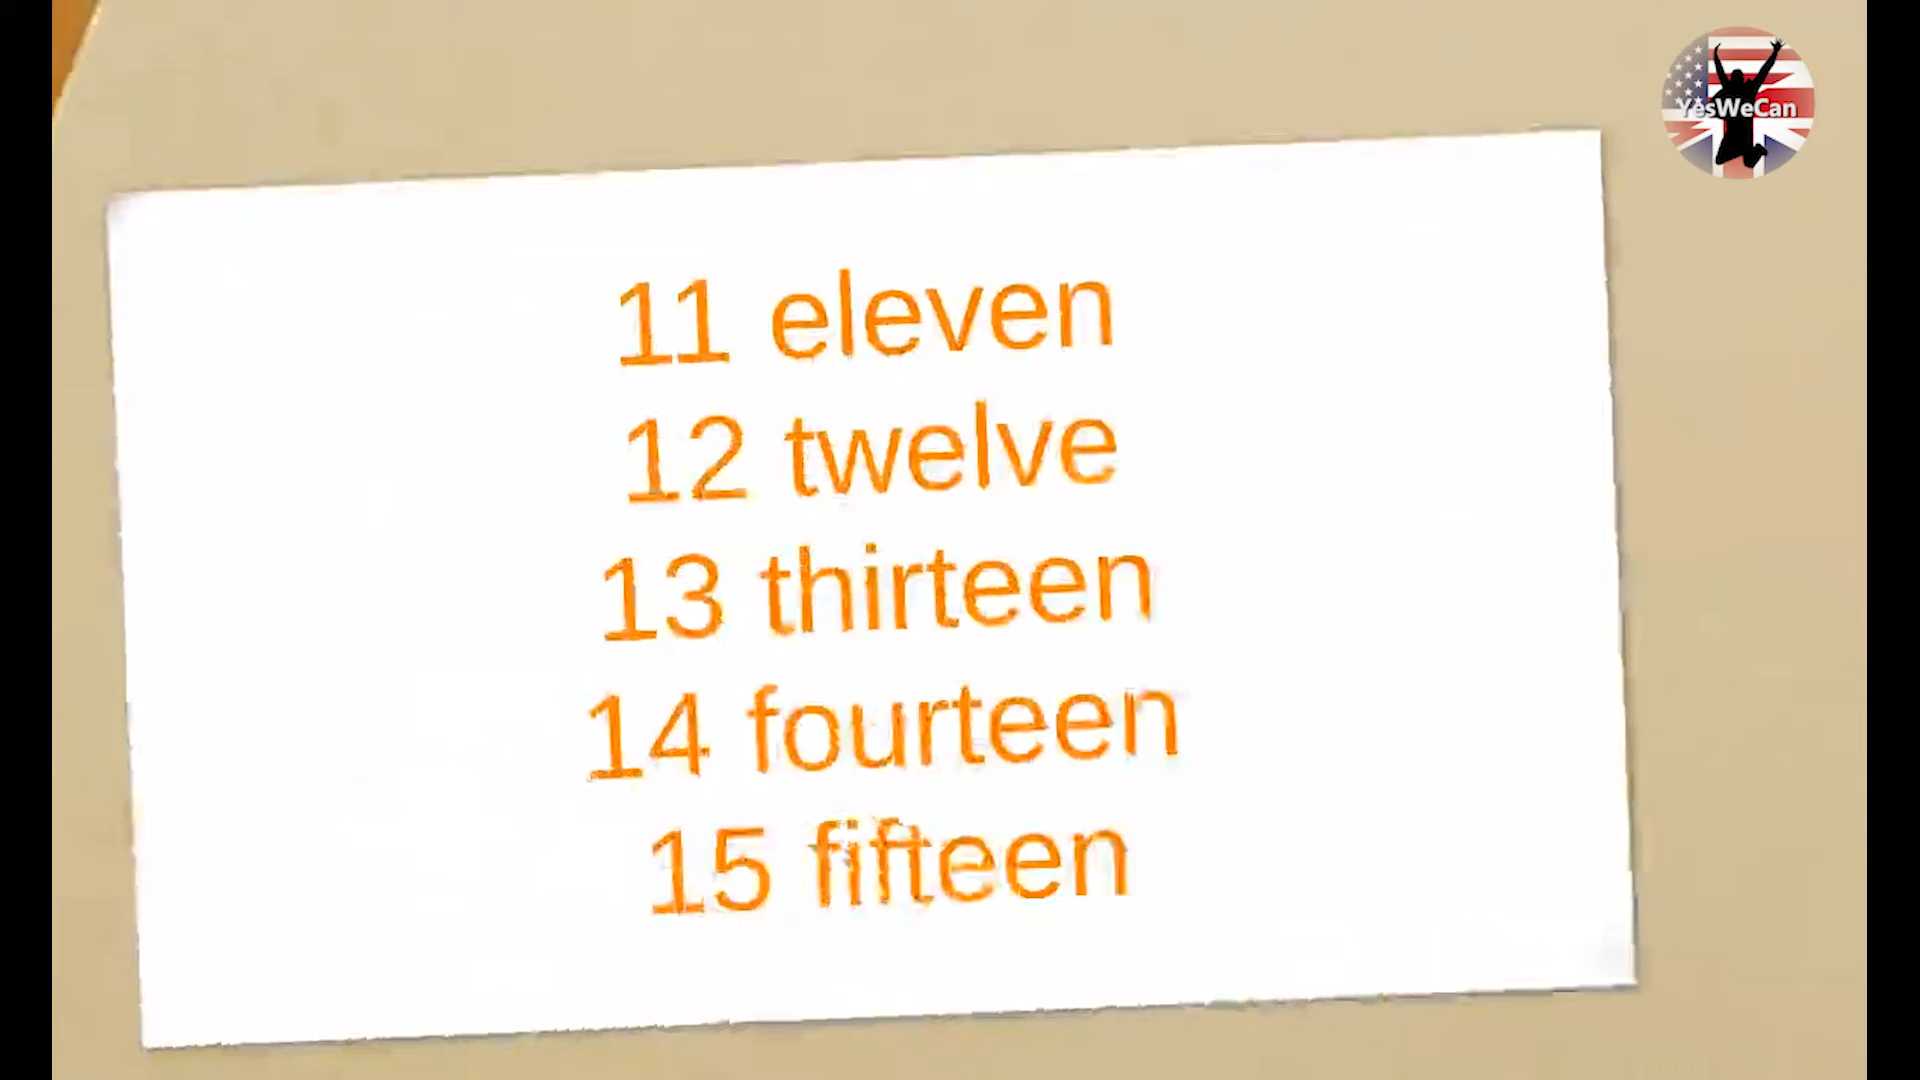 YesWeCan
11 eleven
12 twelve
13 thirteen
14 fourteen
15 fifteen